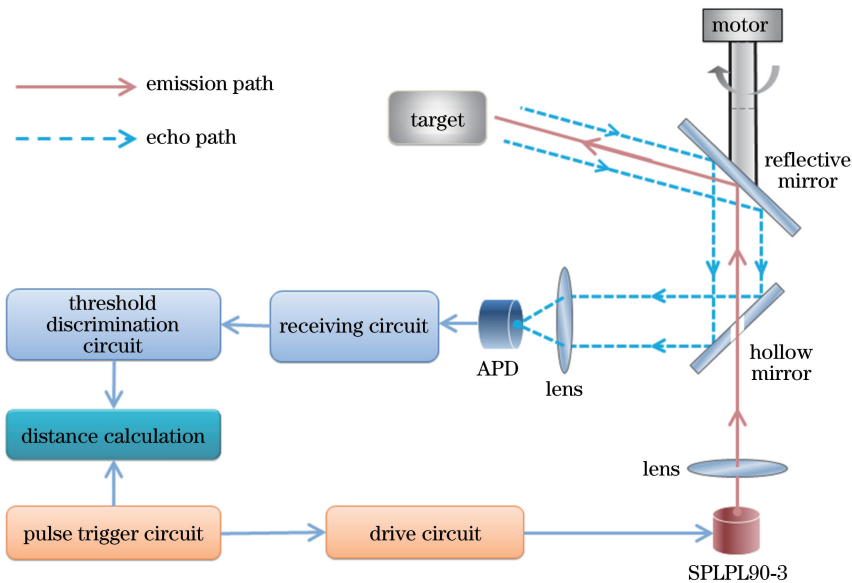 motor
emission path
target
echo path
reflective
mirror
threshold
discrimination
circuit
receiving circuit
APD
lens
hollow
mirror
distance calculation
lens
pulse trigger circuit
drive circuit
SPLPL90-3